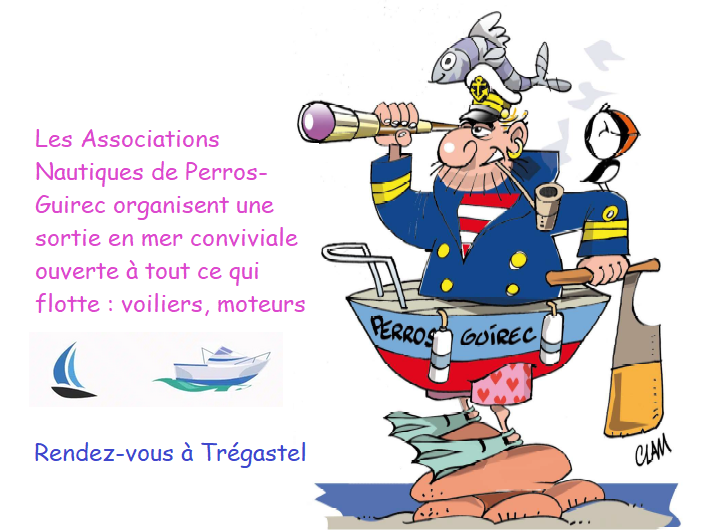 Les Associations
Nautiques de Perros-
Guirec organisent une
sortie en mer conviviale
ouverte à tout ce qui
flotte : voiliers, moteurs
PERROS GUIREC
Rendez-vous à Trégastel
CLAM